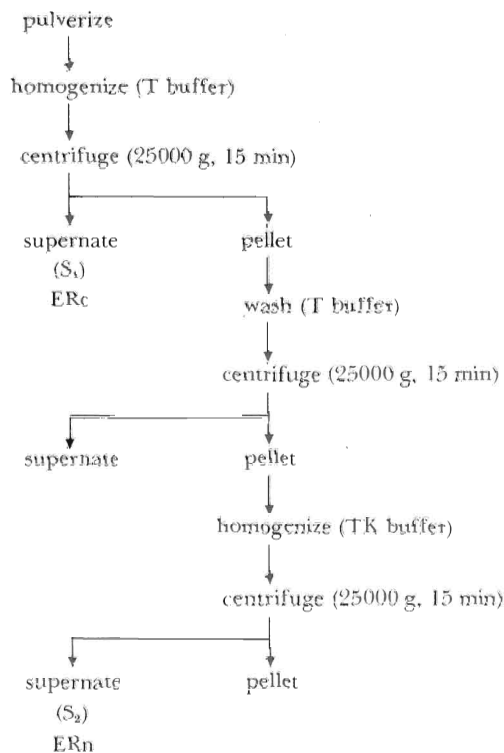 pulverize
homogenize (T buffer)
centrifuge (25000 g, 15 min)
supernate
(S₁)
ERc
pellet
wash (T buffer)
centrifuge (25000 g, 15 min)
supernate
pellet
homogenize (TK buffer)
centrifuge (25000 g, 15 min)
supernate
(S₂)
ERn
pellet